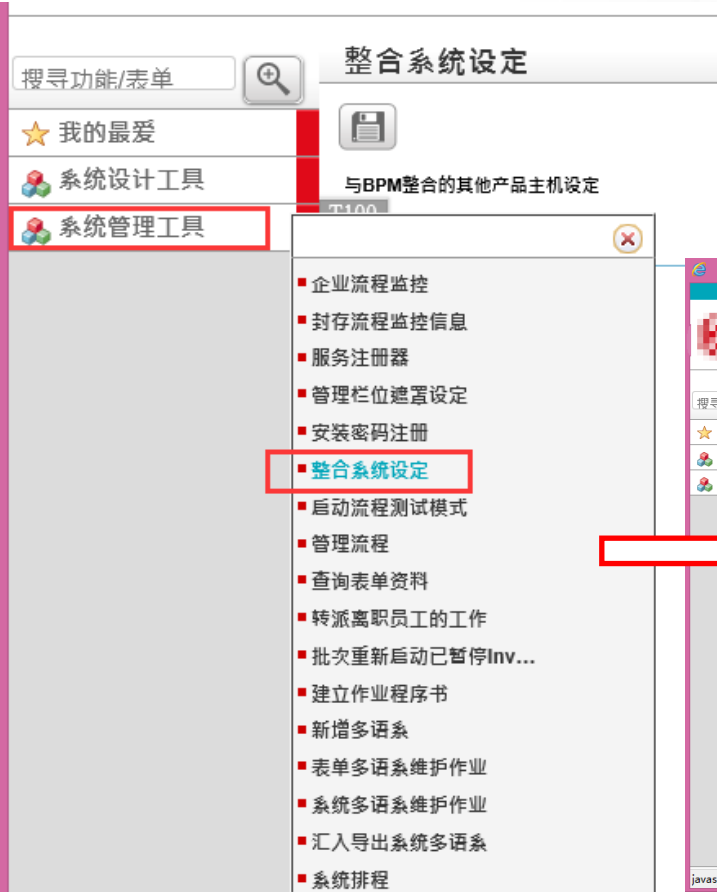 整合系统设定
搜寻功能/表单
我的最爱
系统设计工具
与BPM整合的其他产品主机设定
T100
系统管理工具
企业流程监控
封存流程监控信息
服务注册器
管理栏位遮罩设定
安装密码注册
整合系统设定
启动流程测试模式
管理流程
查询表单资料
转派离职员工的工作
批次重新启动已暂停Inv...
建立作业程序书
新增多语系
表单多语系维护作业
系统多语系维护作业
汇入导出系统多语系
系统排程
搜寻
javas